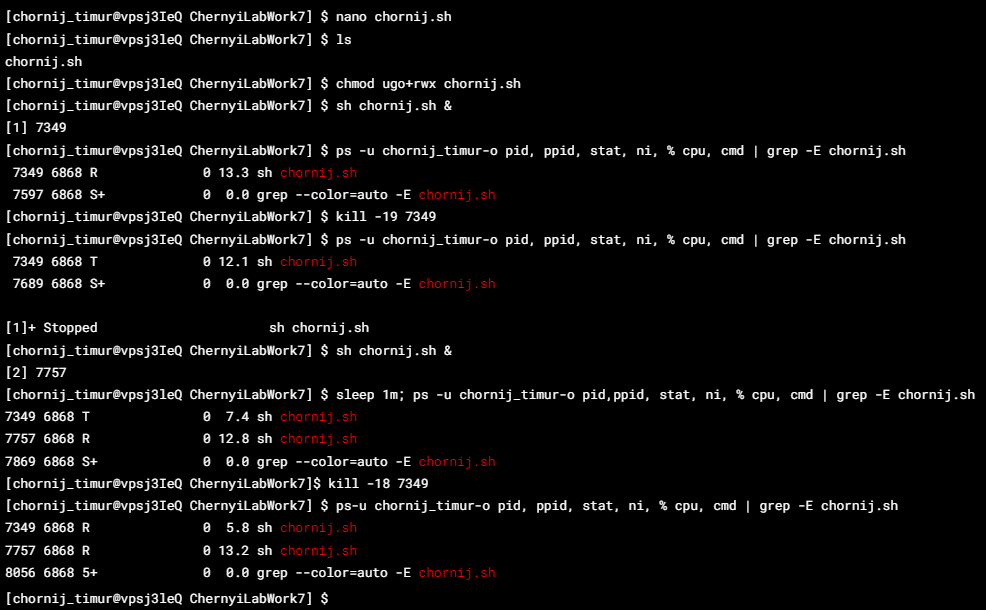 [chornij_timur@vpsj3IeQ ChernyiLabWork7] $ nano chornij.sh
[chornij_timur@vpsj3leQ ChernyiLabWork7] $ ls
chornij.sh
[chornij_timur@vpsj3IeQ ChernyiLabWork7] $ chmod ugo+rwx chornij.sh
[chornij_timur@vpsj3IeQ ChernyiLabWork7] $ sh chornij.sh &
[1] 7349
[chornij_timur@vpsj3leQ ChernyiLabWork7] $ ps -u chornij_timur-o pid, ppid, stat, ni, % cpu, cmd | grep -E chornij.sh
7349 6868 R 0 13.3 sh chornij.sh
7597 6868 S+ 0 0.0 grep --color=auto -E chornij.sh
[chornij_timur@vpsj3IeQ ChernyiLabWork7] $ kill -19 7349
[chornij_timur@vpsj3IeQ ChernyiLabWork7] $ ps -u chornij_timur-o pid, ppid, stat, ni, % cpu, cmd | grep -E chornij.sh
7349 6868 T 0 12.1 sh chornij.sh
7689 6868 S+ 0 0.0 grep --color=auto -E chornij.sh
[1]+ Stopped sh chornij.sh
[chornij_timur@vpsj3IeQ ChernyiLabWork7] $ sh chornij.sh &
[2] 7757
[chornij_timur@vpsj3leQ ChernyiLabWork7] $ sleep 1m; ps -u chornij_timur-o pid,ppid, stat, ni, % cpu, cmd | grep -E chornij.sh
7349 6868 T 0 7.4 sh chornij.sh
7757 6868 R 0 12.8 sh chornij.sh
7869 6868 S+ 0 0.0 grep --color=auto -E chornij.sh
[chornij_timur@vpsj3IeQ ChernyiLabWork7]$ kill -18 7349
[chornij_timur@vpsj3IeQ ChernyiLabWork7] $ ps-u chornij_timur-o pid, ppid, stat, ni, % cpu, cmd | grep -E chornij.sh
7349 6868 R 0 5.8 sh chornij.sh
7757 6868 R 0 13.2 sh chornij.sh
8056 6868 5+ 0 0.0 grep --color=auto -E chornij.sh
[chornij_timur@vpsj3leQ ChernyiLabWork7] $